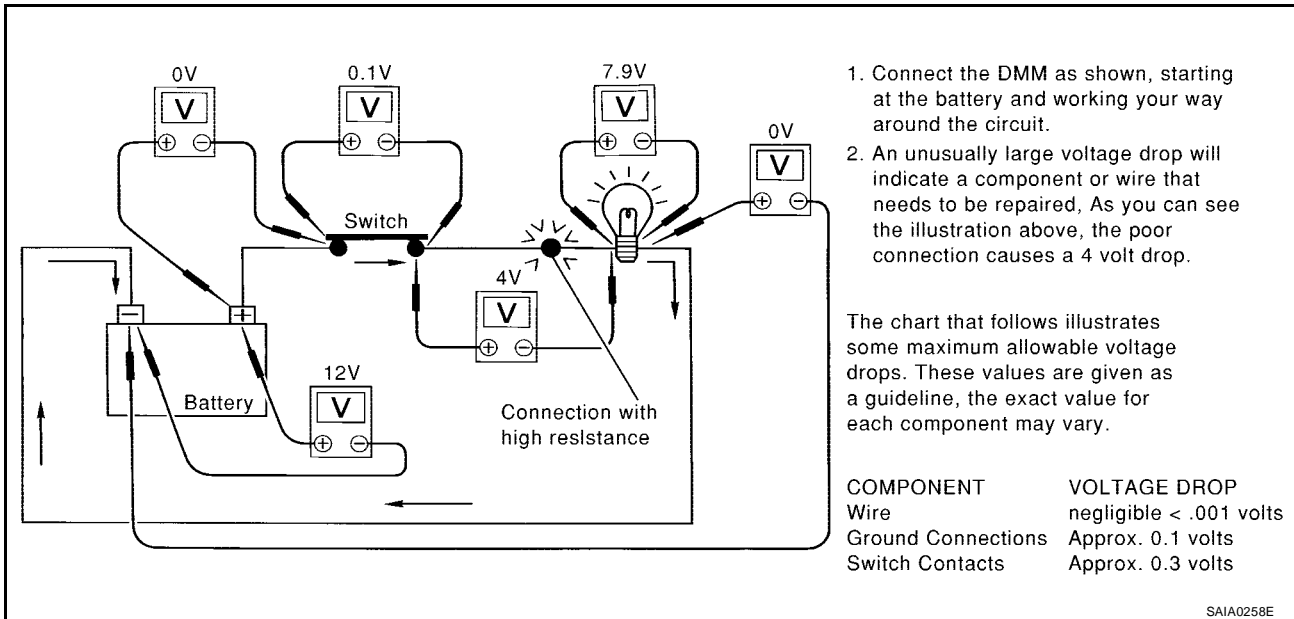 0V
0.1V
7.9V
0V
V
+ −
V
+ −
V
+ −
V
+ −
Switch
4V
V
+ −
− +
12V
V
+ −
Battery
Connection with
high resIstance
1. Connect the DMM as shown, starting
at the battery and working your way
around the circuit.
2. An unusually large voltage drop will
indicate a component or wire that
needs to be repaired, As you can see
the illustration above, the poor
connection causes a 4 volt drop.
The chart that follows illustrates
some maximum allowable voltage
drops. These values are given as
a guideline, the exact value for
each component may vary.
COMPONENT VOLTAGE DROP
Wire negligible < .001 volts
Ground Connections Approx. 0.1 volts
Switch Contacts Approx. 0.3 volts
SAIA0258E